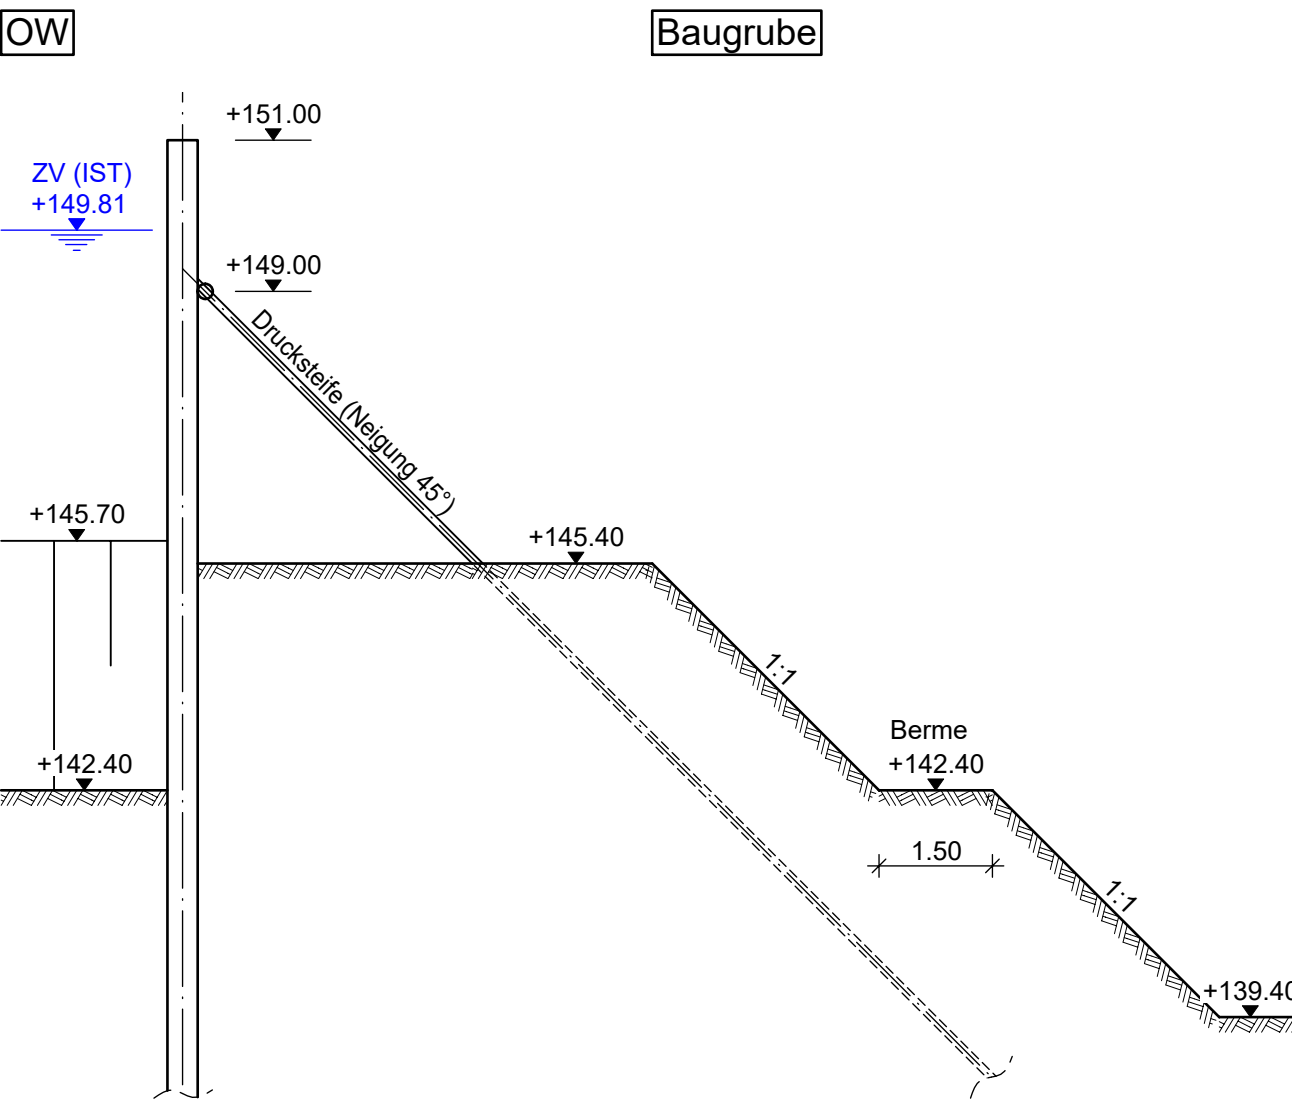 OW
Baugrube
+151.00
ZV (IST)
+149.81
+149.00
Drucksteife (Neigung 45°)
+145.70
+145.40
1:1
Berme
+142.40
+142.40
1.50
1:1
+139.40